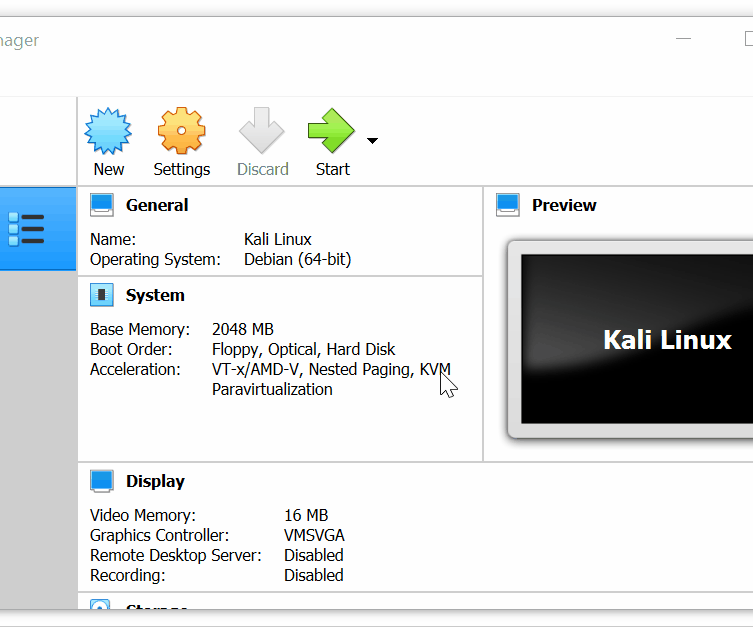 nager
New Settings Discard Start
General
Name: Kali Linux
Operating System: Debian (64-bit)
Preview
Kali Linux
System
Base Memory: 2048 MB
Boot Order: Floppy, Optical, Hard Disk
Acceleration: VT-x/AMD-V, Nested Paging, KVM
Paravirtualization
Display
Video Memory: 16 MB
Graphics Controller: VMSVGA
Remote Desktop Server: Disabled
Recording: Disabled
Storage